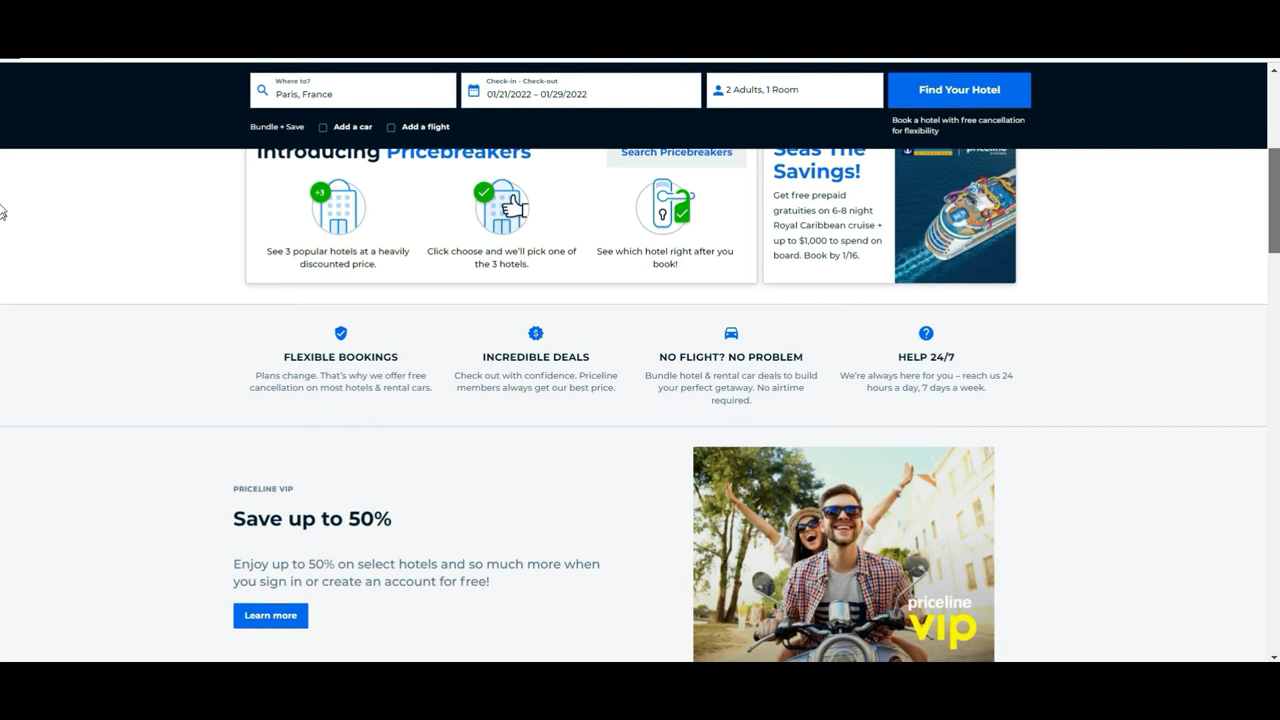 Where to?
Paris, France
Check-in - Check-out
01/21/2022 – 01/29/2022
2 Adults, 1 Room
Find Your Hotel
Bundle + Save
Add a car
Add a flight
Book a hotel with free cancellation
for flexibility
Introducing Pricebreakers
Search Pricebreakers
+3
See 3 popular hotels at a heavily
discounted price.
Click choose and we’ll pick one of
the 3 hotels.
See which hotel right after you
book!
Seas The
Savings!
Get free prepaid
gratuities on 6-8 night
Royal Caribbean cruise +
up to $1,000 to spend on
board. Book by 1/16.
priceline
FLEXIBLE BOOKINGS
Plans change. That’s why we offer free
cancellation on most hotels & rental cars.
$
INCREDIBLE DEALS
Check out with confidence. Priceline
members always get our best price.
NO FLIGHT? NO PROBLEM
Bundle hotel & rental car deals to build
your perfect getaway. No airtime
required.
?
HELP 24/7
We’re always here for you – reach us 24
hours a day, 7 days a week.
PRICELINE VIP
Save up to 50%
Enjoy up to 50% on select hotels and so much more when
you sign in or create an account for free!
Learn more
priceline
vip